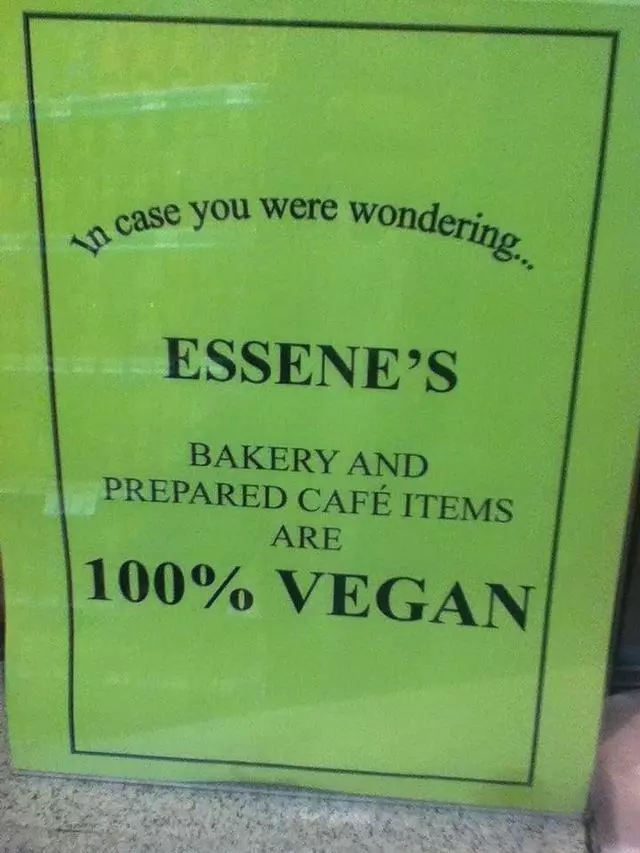 In case you were wondering...
ESSENE’S
BAKERY AND
PREPARED CAFÉ ITEMS
ARE
100% VEGAN